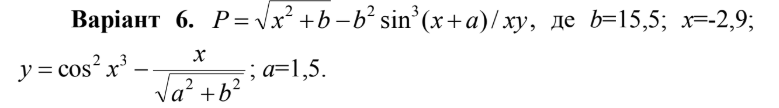 Варіант 6. P = √(x² + b) − b² sin³(x + a) / xy, де b=15,5; x=-2,9;
y = cos² x³ − x / √(a² + b²); a=1,5.